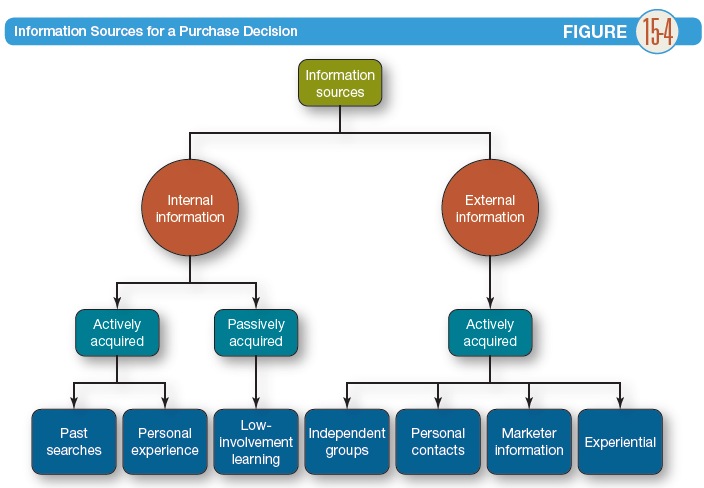 Information Sources for a Purchase Decision
FIGURE 15-4
Information
sources
Internal
information
External
information
Actively
acquired
Passively
acquired
Actively
acquired
Past
searches
Personal
experience
Low-
involvement
learning
Independent
groups
Personal
contacts
Marketer
information
Experiential